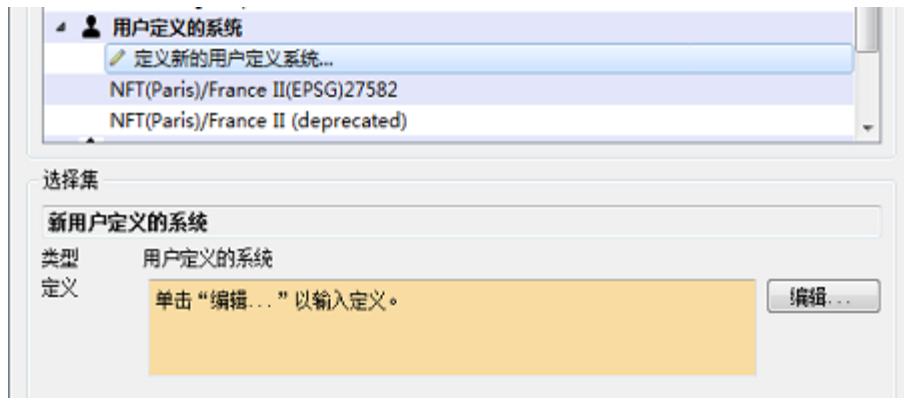 用户定义的系统
定义新的用户定义系统...
NFT(Paris)/France II(EPSG)27582
NFT(Paris)/France II (deprecated)
选择集
新用户定义的系统
类型 用户定义的系统
定义 单击“编辑...”以输入定义。 编辑...